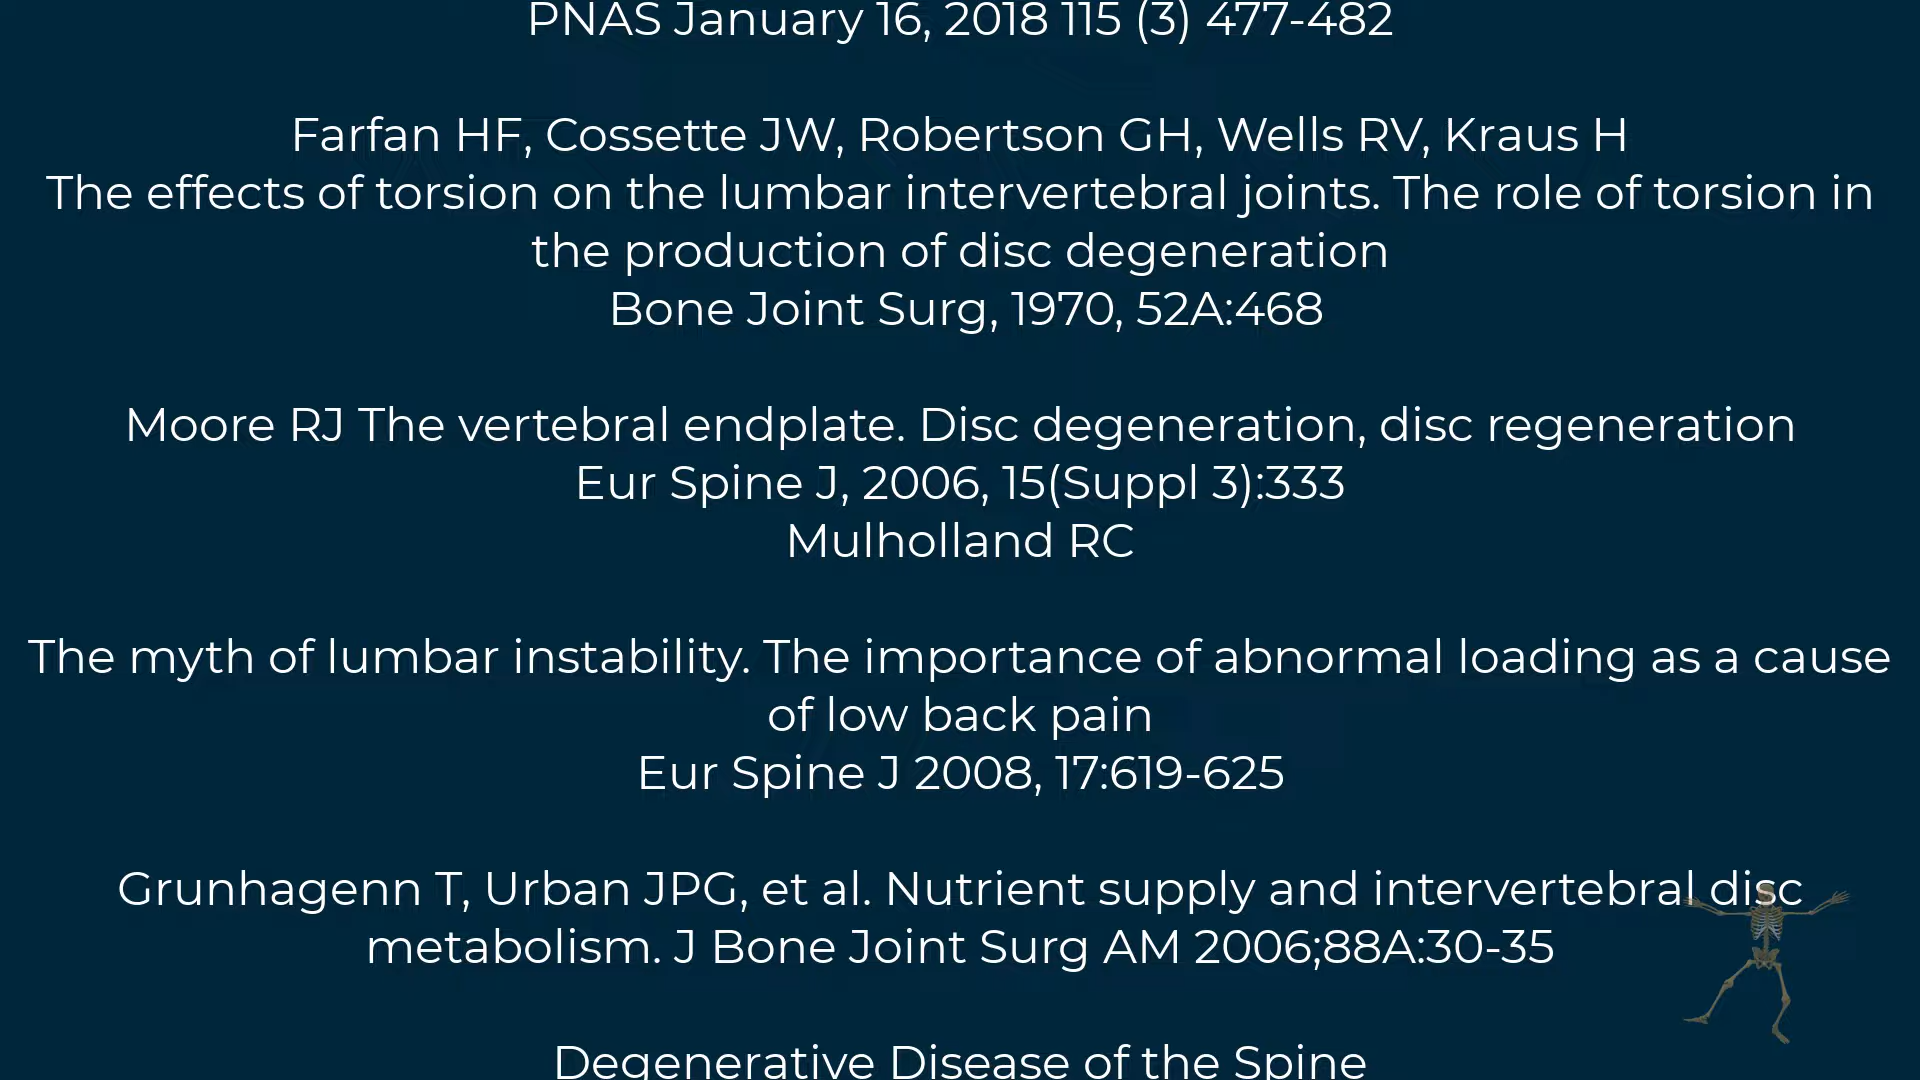 PNAS January 16, 2018 115 (3) 477-482
Farfan HF, Cossette JW, Robertson GH, Wells RV, Kraus H
The effects of torsion on the lumbar intervertebral joints. The role of torsion in
the production of disc degeneration
Bone Joint Surg, 1970, 52A:468
Moore RJ The vertebral endplate. Disc degeneration, disc regeneration
Eur Spine J, 2006, 15(Suppl 3):333
Mulholland RC
The myth of lumbar instability. The importance of abnormal loading as a cause
of low back pain
Eur Spine J 2008, 17:619-625
Grunhagenn T, Urban JPG, et al. Nutrient supply and intervertebral disc
metabolism. J Bone Joint Surg AM 2006;88A:30-35
Degenerative Disease of the Spine